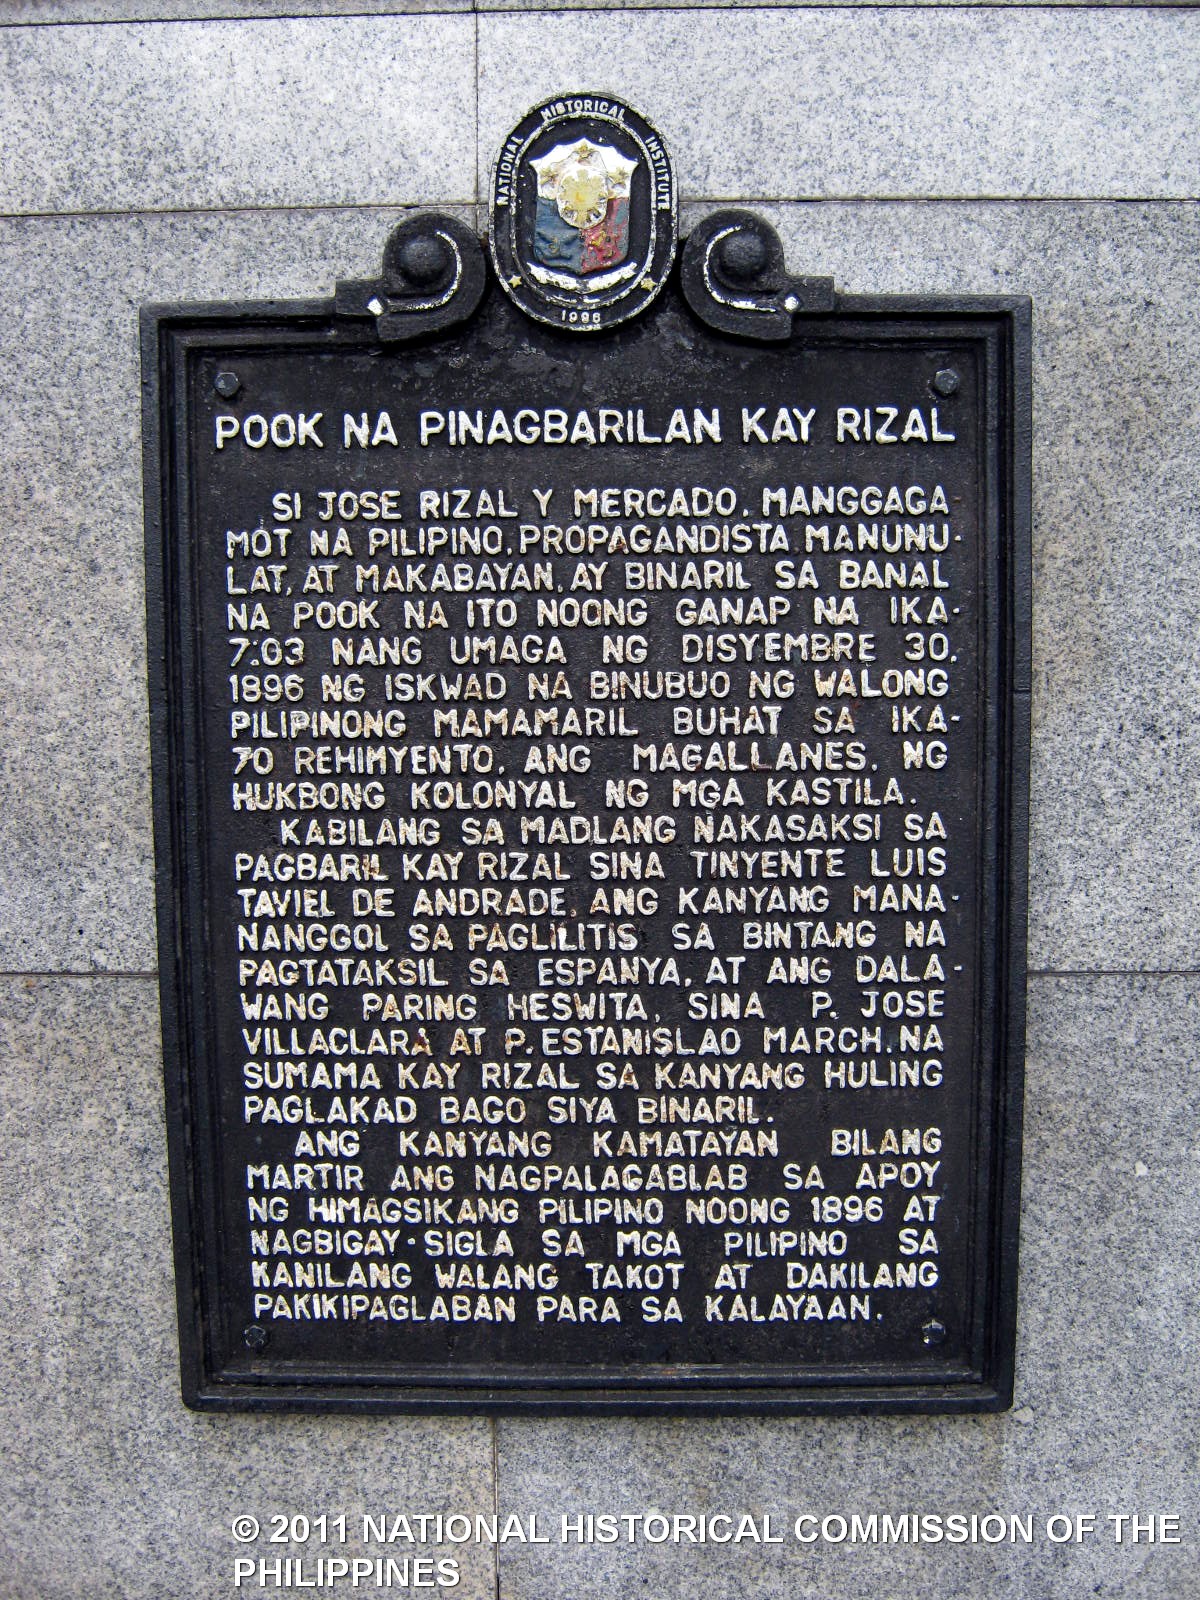 NATIONAL HISTORICAL INSTITUTE
1996
POOK NA PINAGBARILAN KAY RIZAL
SI JOSE RIZAL Y MERCADO, MANGGAGA
MOT NA PILIPINO, PROPAGANDISTA MANUNU-
LAT, AT MAKABAYAN, AY BINARIL SA BANAL
NA POOK NA ITO NOONG GANAP NA IKA-
7:03 NANG UMAGA NG DISYEMBRE 30,
1896 NG ISKWAD NA BINUBUO NG WALONG
PILIPINONG MAMAMARIL BUHAT SA IKA-
70 REHIMYENTO, ANG MAGALLANES, NG
HUKBONG KOLONYAL NG MGA KASTILA.
KABILANG SA MADLANG NAKASAKSI SA
PAGBARIL KAY RIZAL SINA TINYENTE LUIS
TAVIEL DE ANDRADE, ANG KANYANG MANA-
NANGGOL SA PAGLILITIS SA BINTANG NA
PAGTATAKSIL SA ESPANYA, AT ANG DALA-
WANG PARING HESWITA, SINA P. JOSE
VILLACLARA AT P. ESTANISLAO MARCH, NA
SUMAMA KAY RIZAL SA KANYANG HULING
PAGLAKAD BAGO SIYA BINARIL.
ANG KANYANG KAMATAYAN BILANG
MARTIR ANG NAGPALAGABLAB SA APOY
NG HIMAGSIKANG PILIPINO NOONG 1896 AT
NAGBIGAY-SIGLA SA MGA PILIPINO SA
KANILANG WALANG TAKOT AT DAKILANG
PAKIKIPAGLABAN PARA SA KALAYAAN.
© 2011 NATIONAL HISTORICAL COMMISSION OF THE
PHILIPPINES